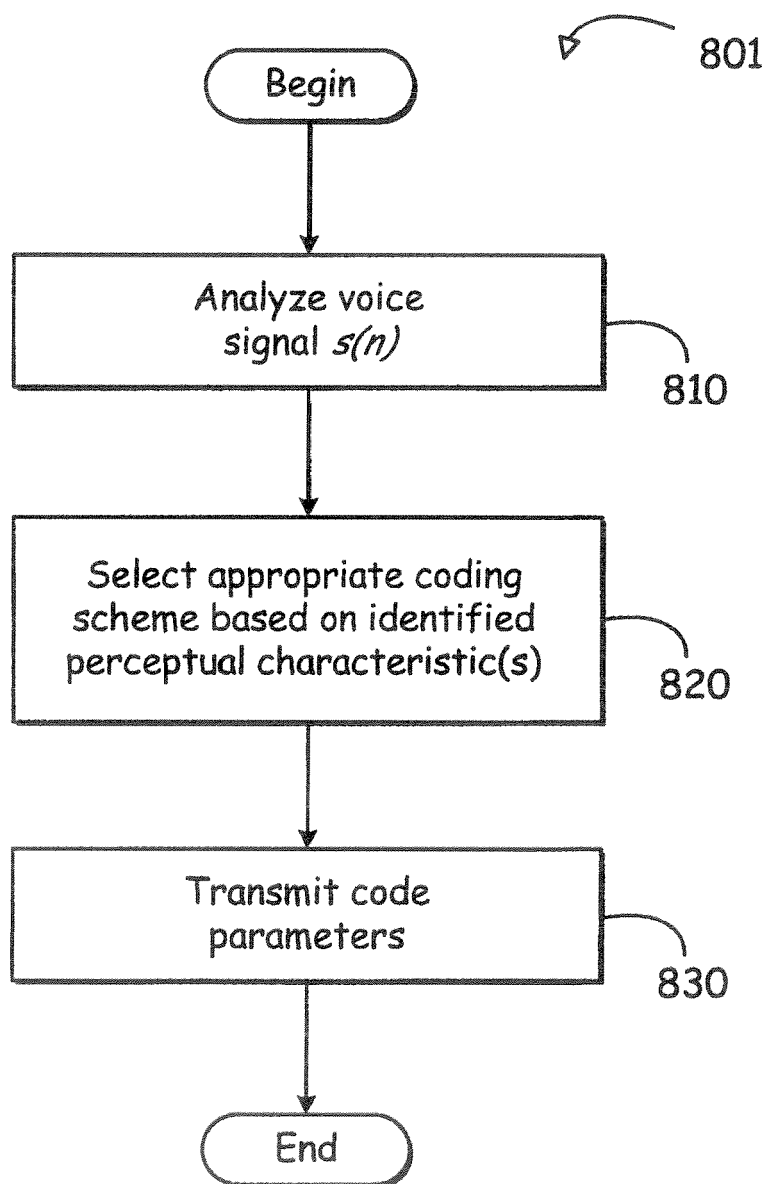 801
Begin
Analyze voice
signal s(n)
810
Select appropriate coding
scheme based on identified
perceptual characteristic(s)
820
Transmit code
parameters
830
End